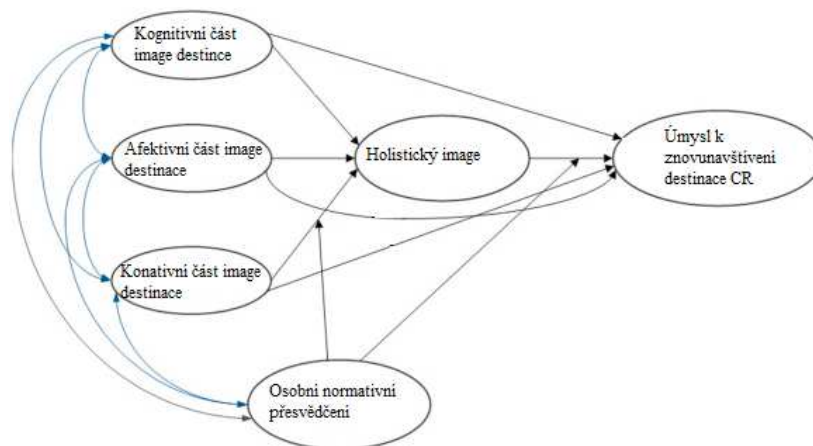 Kognitivní část
image destince
Afektivní část image
destinace
Holistický image
Úmysl k
znovunavštívení
destinace CR
Konativní část image
destinace
Osobní normativní
přesvědčení